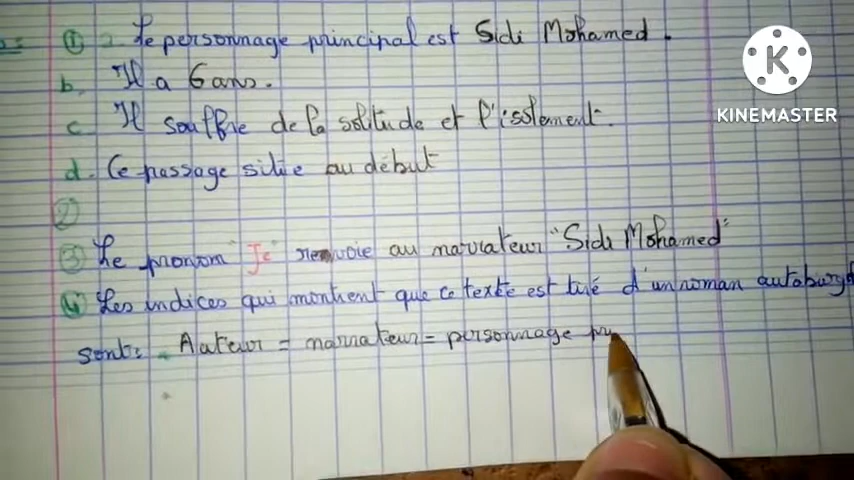 ① a. Le personnage principal est Sidi Mohamed.
b. Il a 6 ans.
c. Il souffre de la solitude et l'isolement.
d. Ce passage sitie au début
②
③ Le pronom "Je" renvoie au narrateur "Sidi Mohamed"
④ Les indices qui montrent que ce texte est tiré d'un roman
sont: Auteur = narrateur = personnage pr
K
KINEMASTER